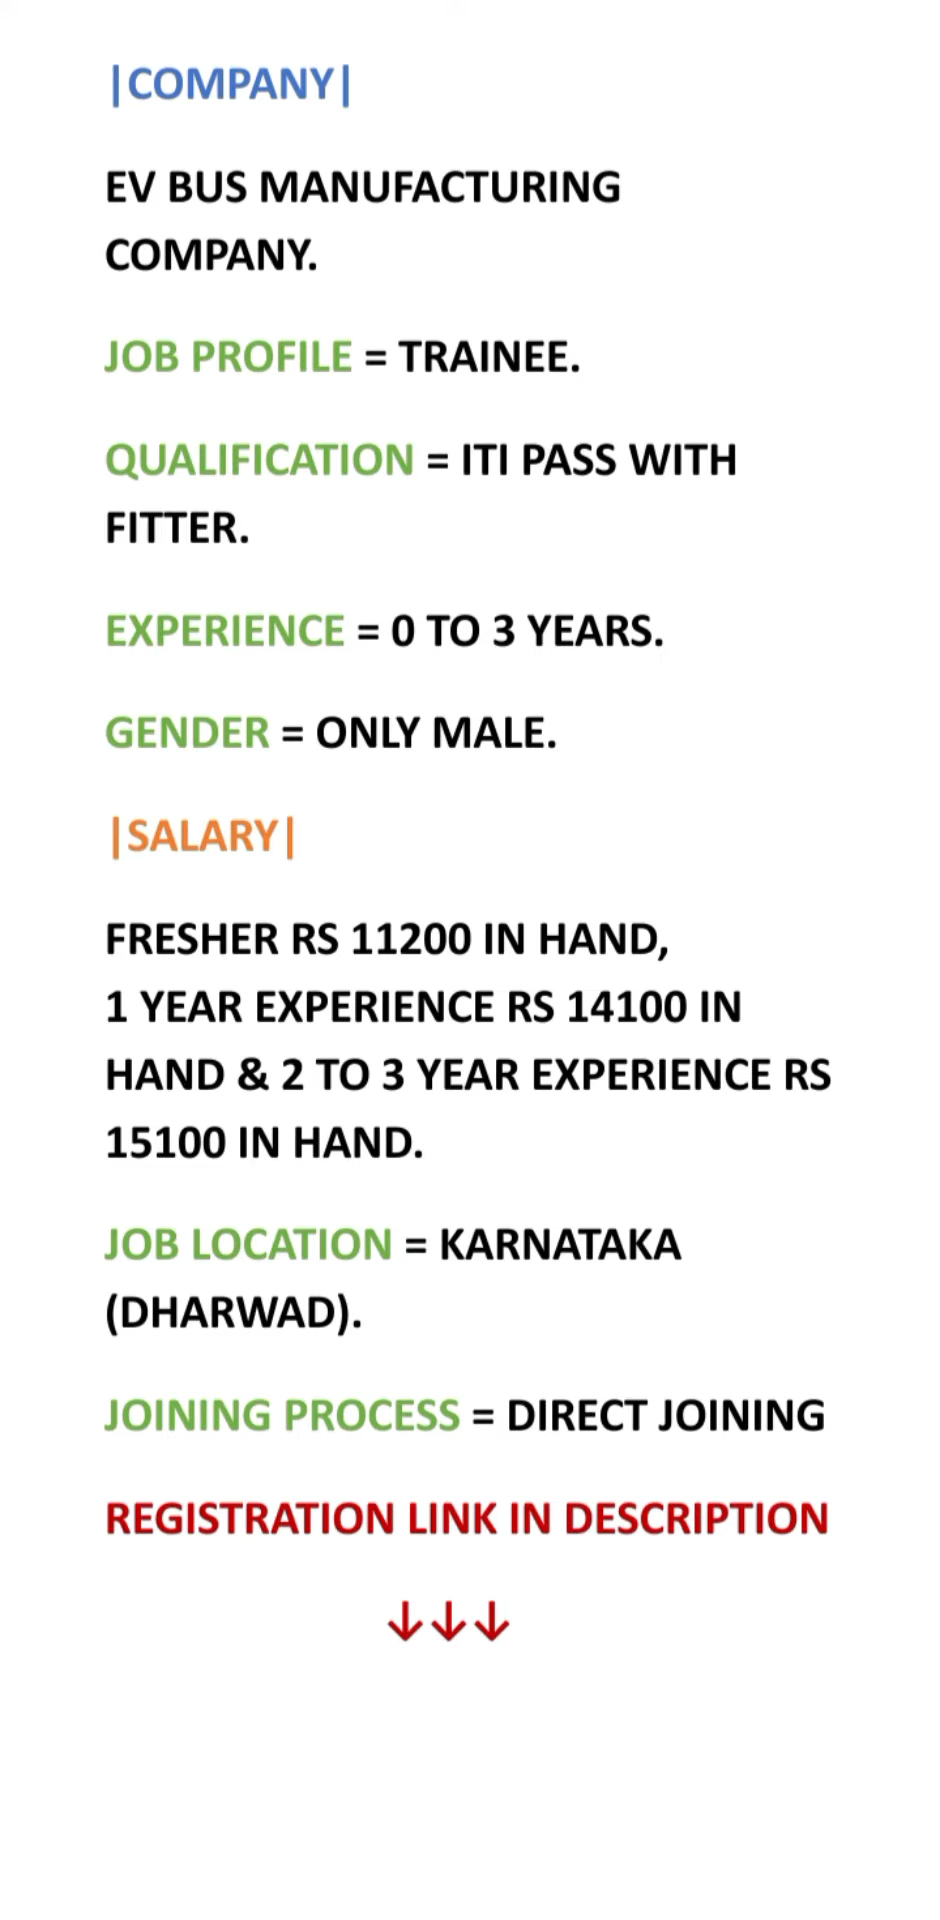 |COMPANY|
EV BUS MANUFACTURING
COMPANY.
JOB PROFILE = TRAINEE.
QUALIFICATION = ITI PASS WITH
FITTER.
EXPERIENCE = 0 TO 3 YEARS.
GENDER = ONLY MALE.
|SALARY|
FRESHER RS 11200 IN HAND,
1 YEAR EXPERIENCE RS 14100 IN
HAND & 2 TO 3 YEAR EXPERIENCE RS
15100 IN HAND.
JOB LOCATION = KARNATAKA
(DHARWAD).
JOINING PROCESS = DIRECT JOINING
REGISTRATION LINK IN DESCRIPTION
↓↓↓